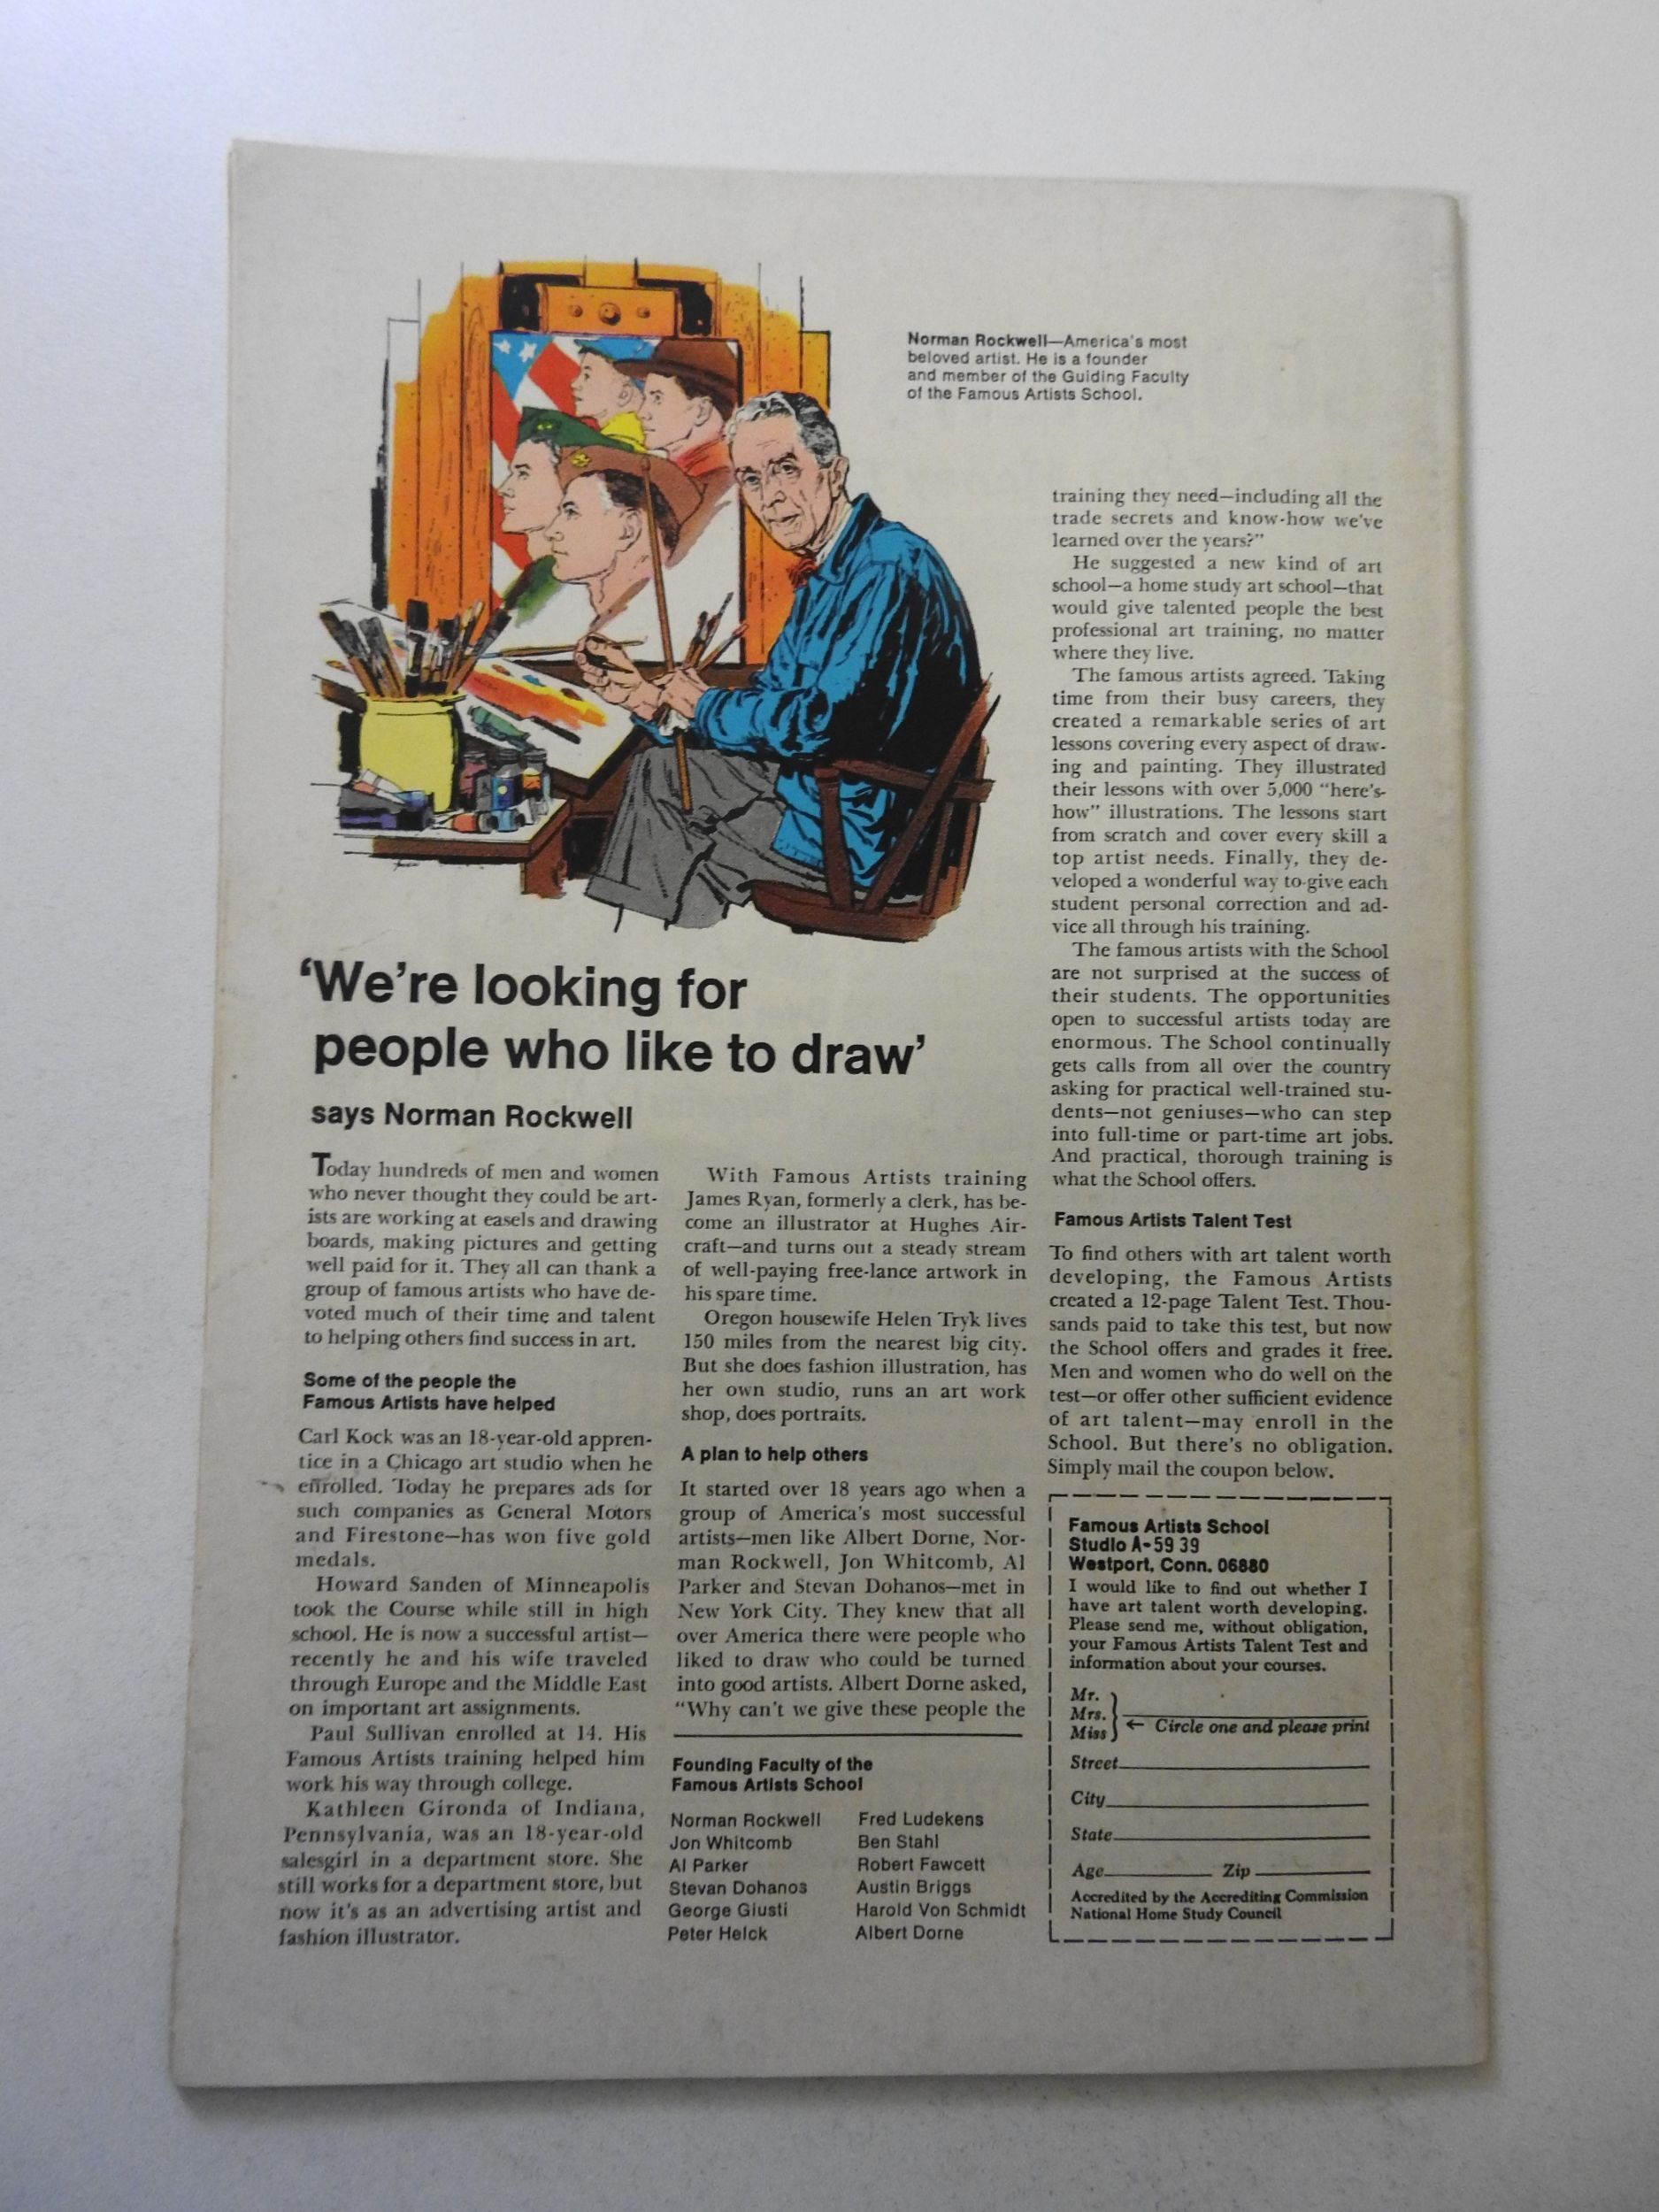 Norman Rockwell—America's most
beloved artist. He is a founder
and member of the Guiding Faculty
of the Famous Artists School.
'We're looking for
people who like to draw'
says Norman Rockwell
Today hundreds of men and women
who never thought they could be art-
ists are working at easels and drawing
boards, making pictures and getting
well paid for it. They all can thank a
group of famous artists who have de-
voted much of their time and talent
to helping others find success in art.
Some of the people the
Famous Artists have helped
Carl Kock was an 18-year-old appren-
tice in a Chicago art studio when he
enrolled. Today he prepares ads for
such companies as General Motors
and Firestone—has won five gold
medals.
Howard Sanden of Minneapolis
took the Course while still in high
school. He is now a successful artist—
recently he and his wife traveled
through Europe and the Middle East
on important art assignments.
Paul Sullivan enrolled at 14. His
Famous Artists training helped him
work his way through college.
Kathleen Gironda of Indiana,
Pennsylvania, was an 18-year-old
salesgirl in a department store. She
still works for a department store, but
now it's as an advertising artist and
fashion illustrator.
With Famous Artists training
James Ryan, formerly a clerk, has be-
come an illustrator at Hughes Air-
craft—and turns out a steady stream
of well-paying free-lance artwork in
his spare time.
Oregon housewife Helen Tryk lives
150 miles from the nearest big city.
But she does fashion illustration, has
her own studio, runs an art work
shop, does portraits.
A plan to help others
It started over 18 years ago when a
group of America's most successful
artists—men like Albert Dorne, Nor-
man Rockwell, Jon Whitcomb, Al
Parker and Stevan Dohanos—met in
New York City. They knew that all
over America there were people who
liked to draw who could be turned
into good artists. Albert Dorne asked,
"Why can't we give these people the
training they need—including all the
trade secrets and know-how we've
learned over the years?"
He suggested a new kind of art
school—a home study art school—that
would give talented people the best
professional art training, no matter
where they live.
The famous artists agreed. Taking
time from their busy careers, they
created a remarkable series of art
lessons covering every aspect of draw-
ing and painting. They illustrated
their lessons with over 5,000 "here's-
how" illustrations. The lessons start
from scratch and cover every skill a
top artist needs. Finally, they de-
veloped a wonderful way to give each
student personal correction and ad-
vice all through his training.
The famous artists with the School
are not surprised at the success of
their students. The opportunities
open to successful artists today are
enormous. The School continually
gets calls from all over the country
asking for practical well-trained stu-
dents—not geniuses—who can step
into full-time or part-time art jobs.
And practical, thorough training is
what the School offers.
Famous Artists Talent Test
To find others with art talent worth
developing, the Famous Artists
created a 12-page Talent Test. Thou-
sands paid to take this test, but now
the School offers and grades it free.
Men and women who do well on the
test—or offer other sufficient evidence
of art talent—may enroll in the
School. But there's no obligation.
Simply mail the coupon below.
Founding Faculty of the
Famous Artists School
Norman Rockwell
Jon Whitcomb
Al Parker
Stevan Dohanos
George Giusti
Peter Helck
Fred Ludekens
Ben Stahl
Robert Fawcett
Austin Briggs
Harold Von Schmidt
Albert Dorne
Famous Artists School
Studio A-59 39
Westport, Conn. 06880
I would like to find out whether I
have art talent worth developing.
Please send me, without obligation,
your Famous Artists Talent Test and
information about your courses.
Mr.
Mrs.
Miss ← Circle one and please print
Street
City
State
Age Zip
Accredited by the Accrediting Commission
National Home Study Council